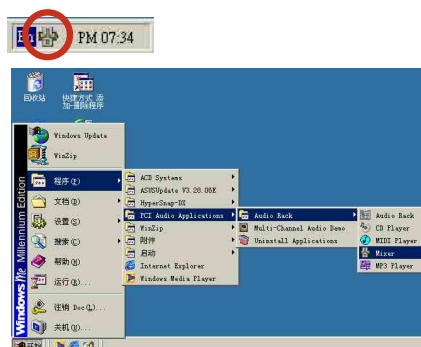 En PM 07:34
回收站
快捷方式 添
加-删除程序
Windows Update
WinZip
程序(P)
文档(D)
设置(S)
搜索(C)
帮助(H)
运行(R)...
注销 Doc(L)...
关机(U)...
Windows Me Millennium Edition
ACD Systems
ASUSUpdate V3.28.05K
HyperSnap-DX
PCI Audio Applications
WinZip
附件
启动
Internet Explorer
Windows Media Player
Audio Rack
Multi-Channel Audio Demo
Uninstall Applications
Audio Rack
CD Player
MIDI Player
Mixer
MP3 Player
开始